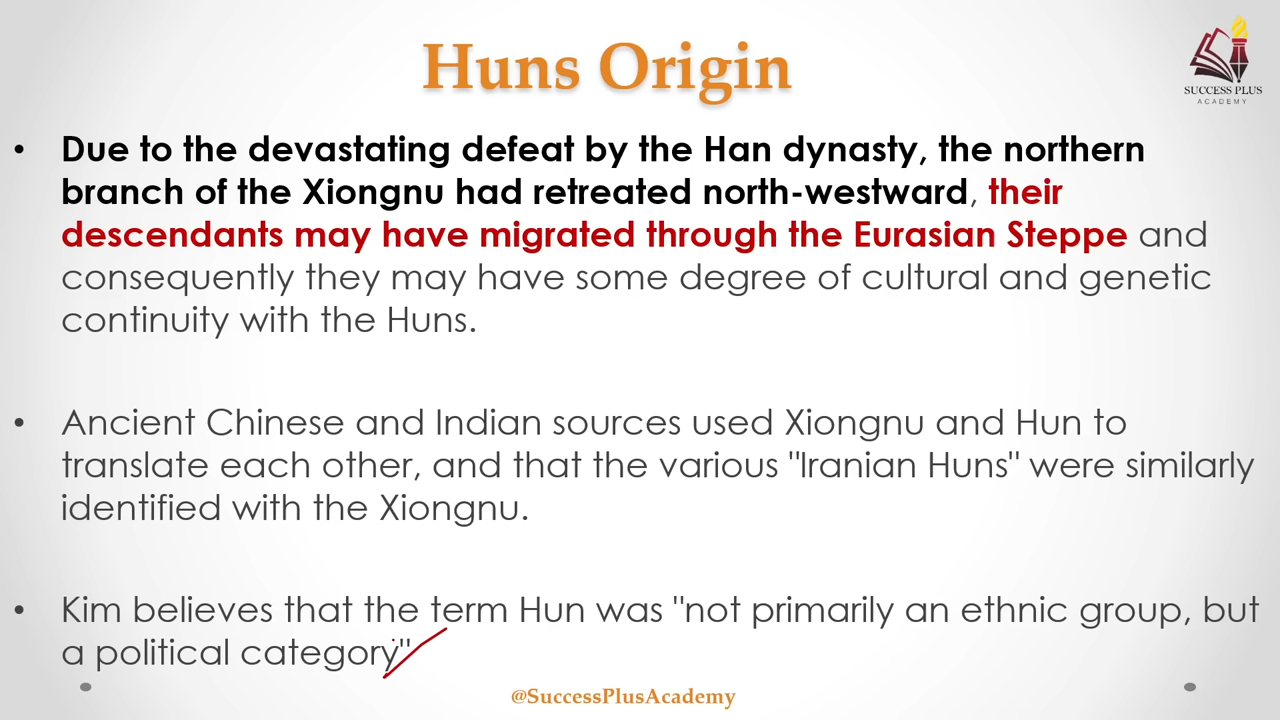 Huns Origin
SUCCESS PLUS
ACADEMY
• Due to the devastating defeat by the Han dynasty, the northern
branch of the Xiongnu had retreated north-westward, their
descendants may have migrated through the Eurasian Steppe and
consequently they may have some degree of cultural and genetic
continuity with the Huns.
• Ancient Chinese and Indian sources used Xiongnu and Hun to
translate each other, and that the various "Iranian Huns" were similarly
identified with the Xiongnu.
• Kim believes that the term Hun was "not primarily an ethnic group, but
a political category"
@SuccessPlusAcademy